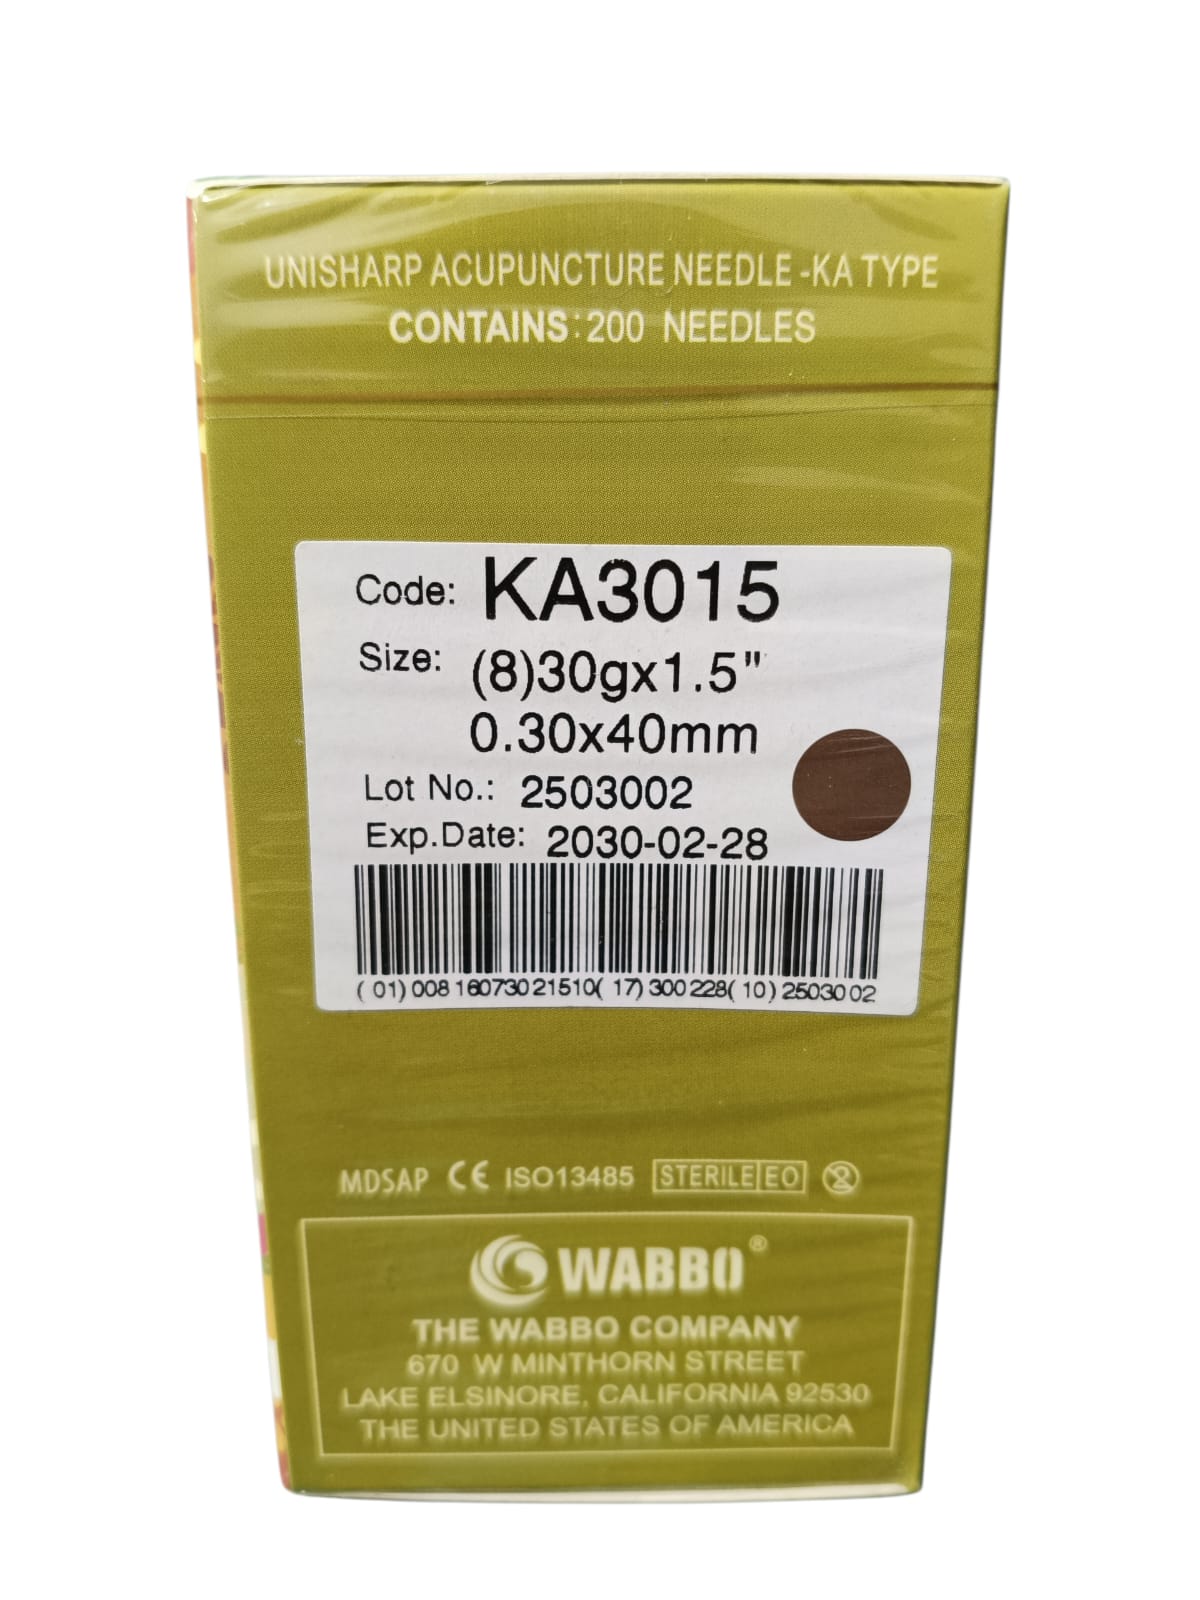 UNISHARP ACUPUNCTURE NEEDLE -KA TYPE
CONTAINS: 200 NEEDLES
Code: KA3015
Size: (8)30gx1.5"
0.30x40mm
Lot No.: 2503002
Exp.Date: 2030-02-28
(01)00816073021510(17)300228(10)2503002
MDSAP CE ISO13485 STERILE EO 2
WABBO®
THE WABBO COMPANY
670 W MINTHORN STREET
LAKE ELSINORE, CALIFORNIA 92530
THE UNITED STATES OF AMERICA